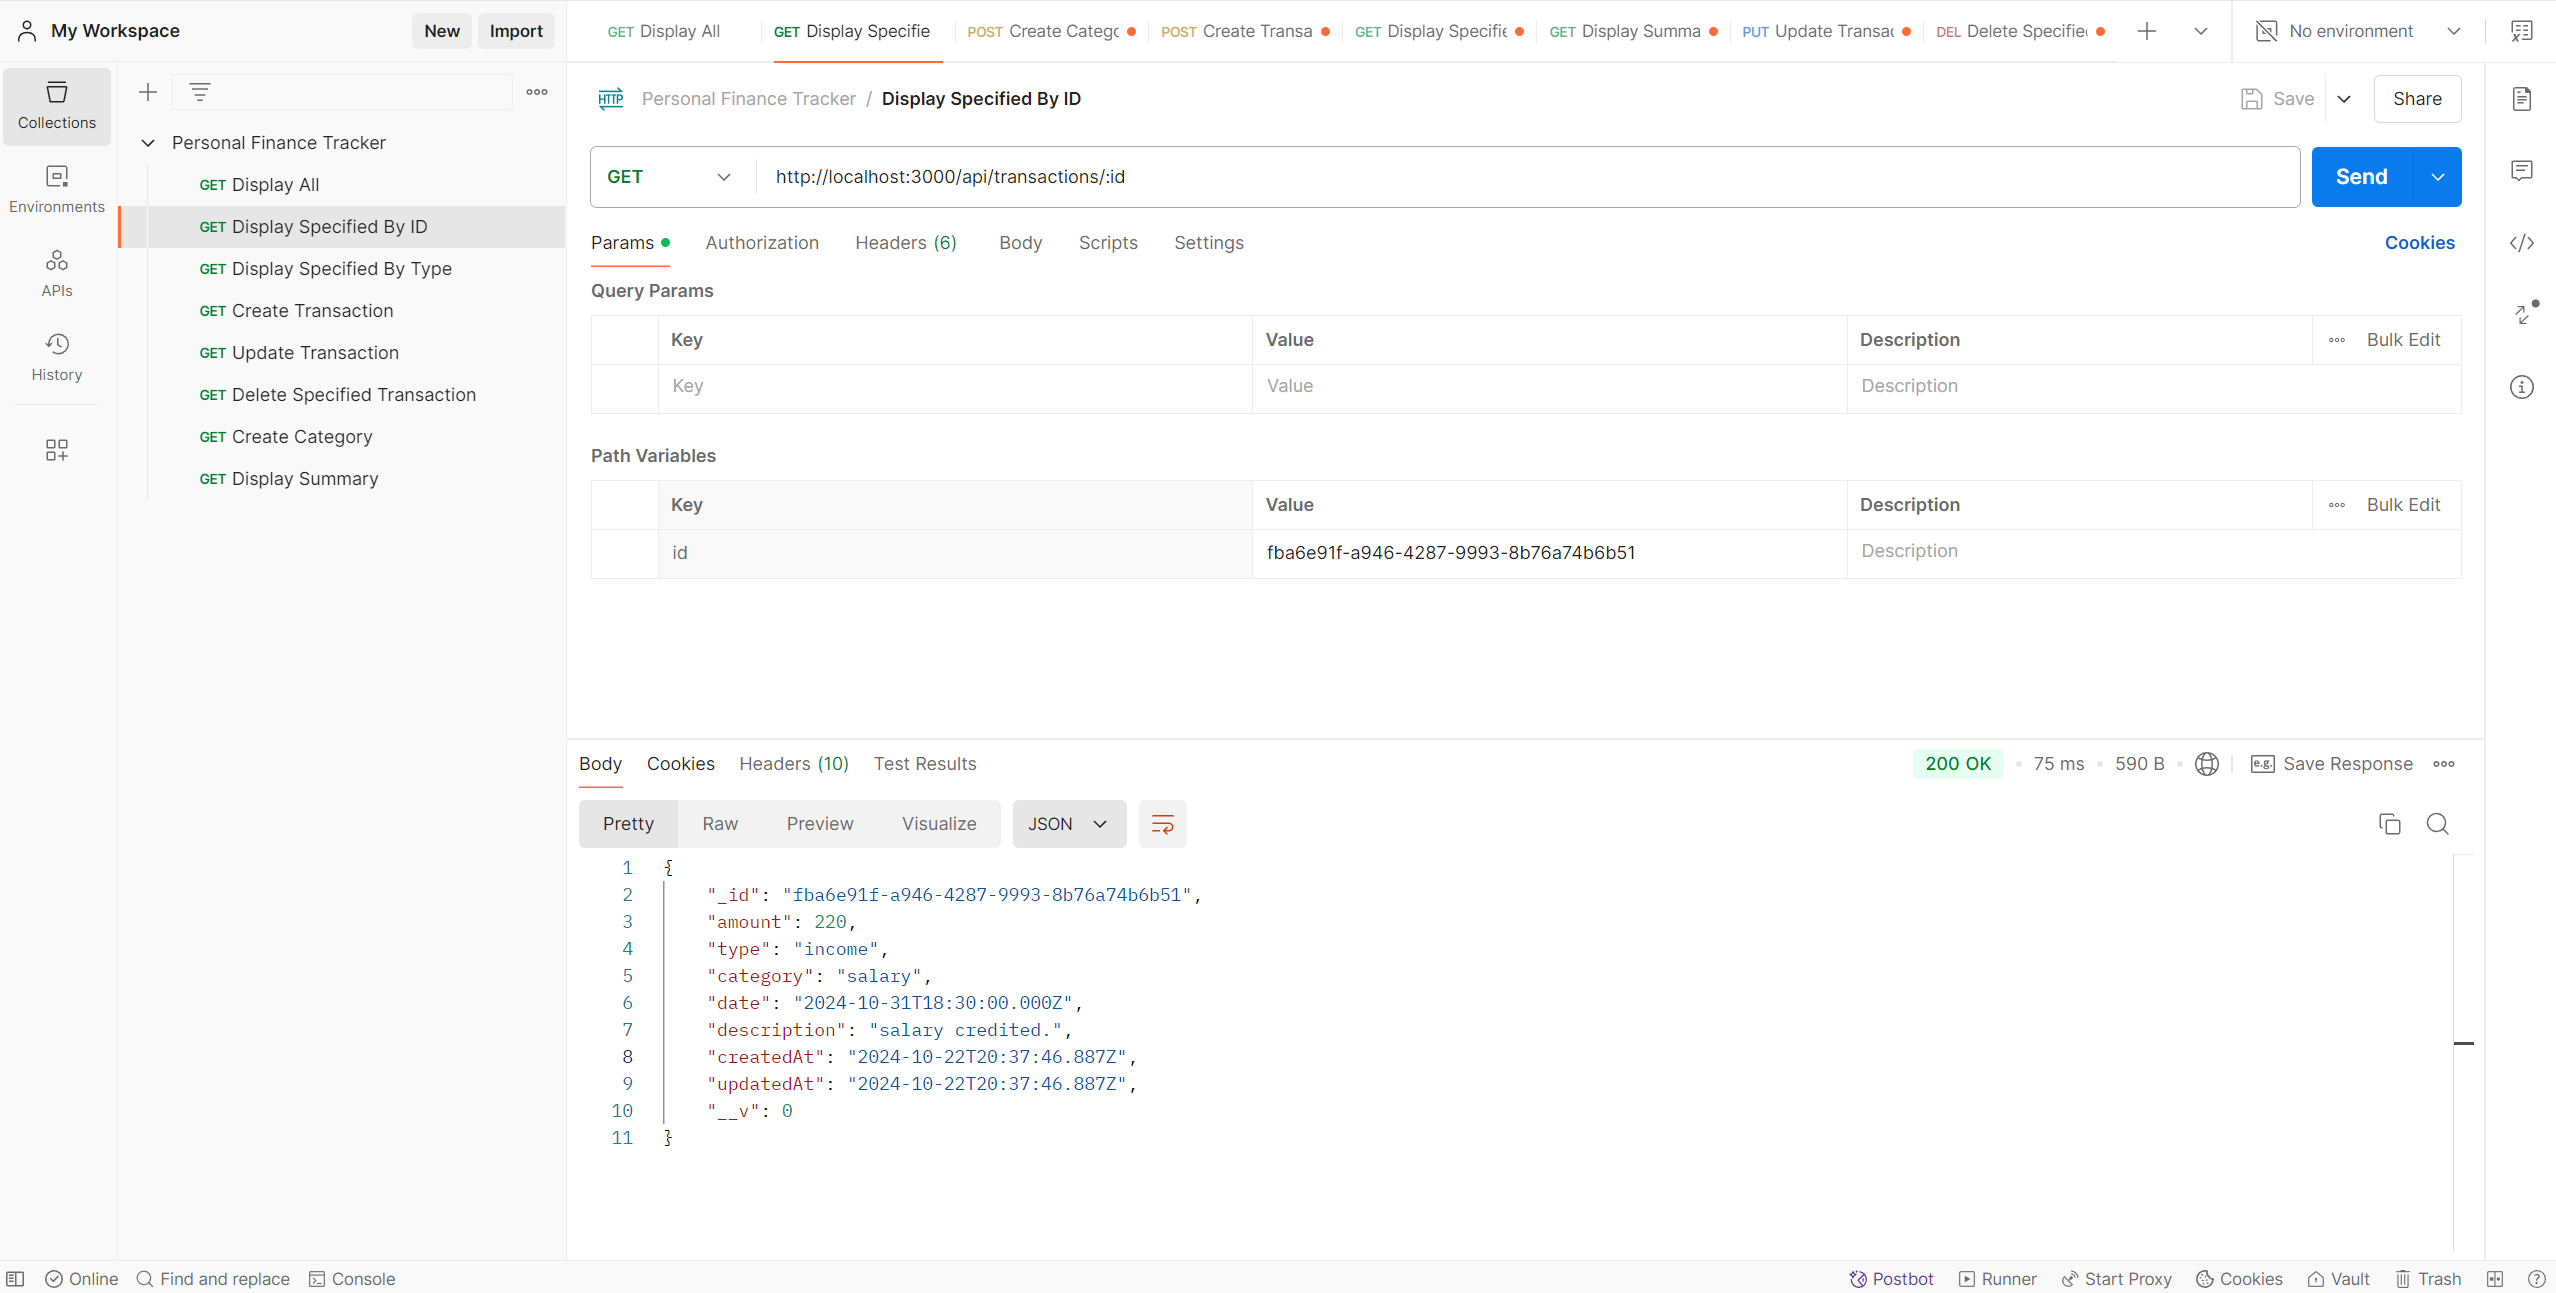 My Workspace
New
Import
GET Display All
GET Display Specifie
POST Create Catego
POST Create Transa
GET Display Specifie
GET Display Summa
PUT Update Transac
DEL Delete Specifie
No environment
Collections
Environments
APIs
History
Personal Finance Tracker
GET Display All
GET Display Specified By ID
GET Display Specified By Type
GET Create Transaction
GET Update Transaction
GET Delete Specified Transaction
GET Create Category
GET Display Summary
HTTP Personal Finance Tracker / Display Specified By ID
Save
Share
GET
http://localhost:3000/api/transactions/:id
Send
Params
Authorization
Headers (6)
Body
Scripts
Settings
Cookies
Query Params
Key Value Description Bulk Edit
Key Value Description
Path Variables
Key Value Description Bulk Edit
id fba6e91f-a946-4287-9993-8b76a74b6b51 Description
Body Cookies Headers (10) Test Results
200 OK 75 ms 590 B e.g. Save Response
Pretty Raw Preview Visualize JSON
1 {
2 "_id": "fba6e91f-a946-4287-9993-8b76a74b6b51",
3 "amount": 220,
4 "type": "income",
5 "category": "salary",
6 "date": "2024-10-31T18:30:00.000Z",
7 "description": "salary credited.",
8 "createdAt": "2024-10-22T20:37:46.887Z",
9 "updatedAt": "2024-10-22T20:37:46.887Z",
10 "__v": 0
11 }
Online Find and replace Console
Postbot Runner Start Proxy Cookies Vault Trash